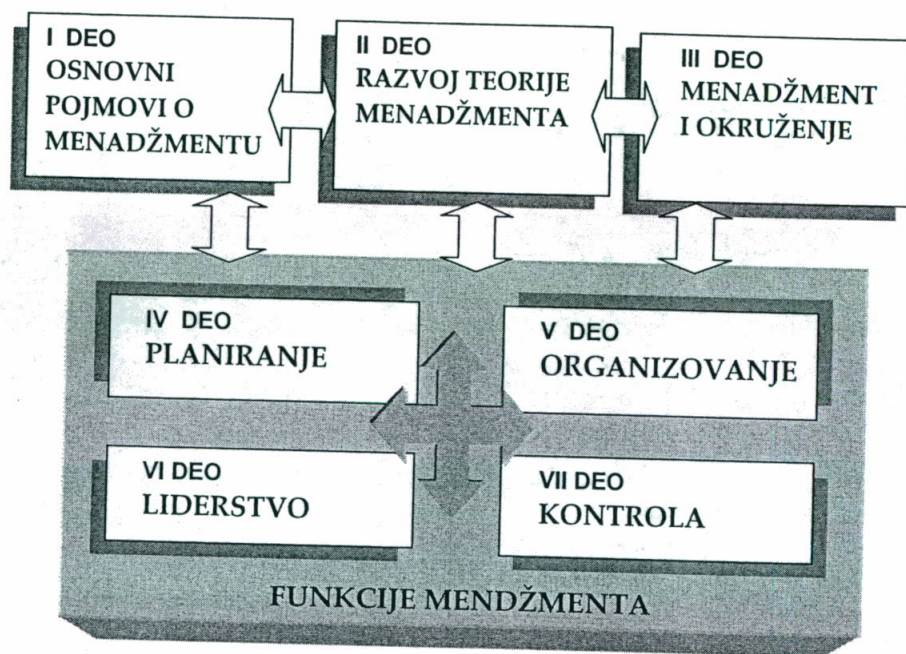 I DEO
OSNOVNI
POJMOVI O
MENADŽMENTU
II DEO
RAZVOJ TEORIJE
MENADŽMENTA
III DEO
MENADŽMENT
I OKRUŽENJE
IV DEO
PLANIRANJE
V DEO
ORGANIZOVANJE
VI DEO
LIDERSTVO
VII DEO
KONTROLA
FUNKCIJE MENDŽMENTA